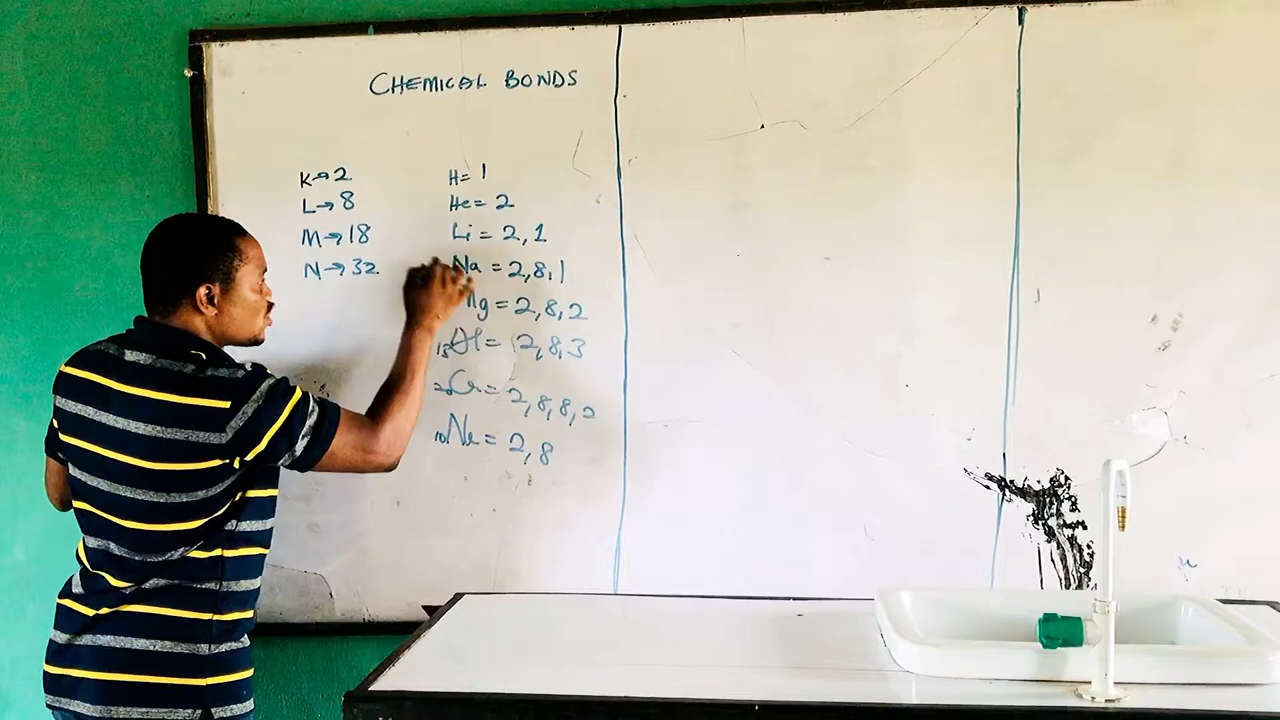 CHEMICAL BONDS
K→2
L→8
M→18
N→32
H= 1
He= 2
Li = 2,1
Na = 2,8,1
g = 2,8,2
13Al = 2,8,3
= 2,8,8,2
10Ne = 2,8